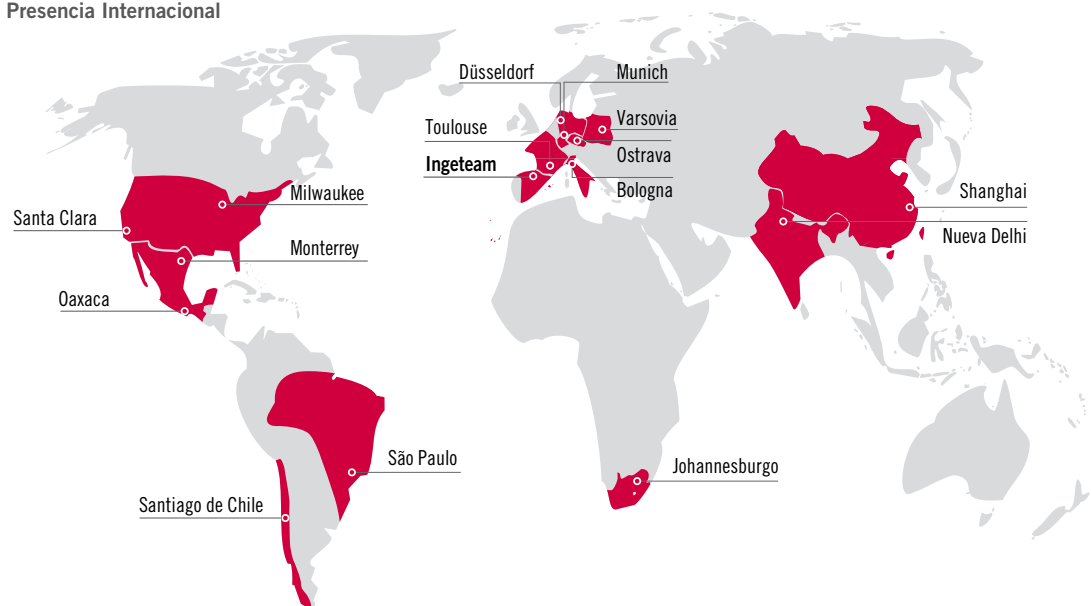 Presencia Internacional
Düsseldorf
Munich
Toulouse
Varsovia
Ingeteam
Ostrava
Bologna
Milwaukee
Santa Clara
Monterrey
Oaxaca
Shanghai
Nueva Delhi
São Paulo
Santiago de Chile
Johannesburgo